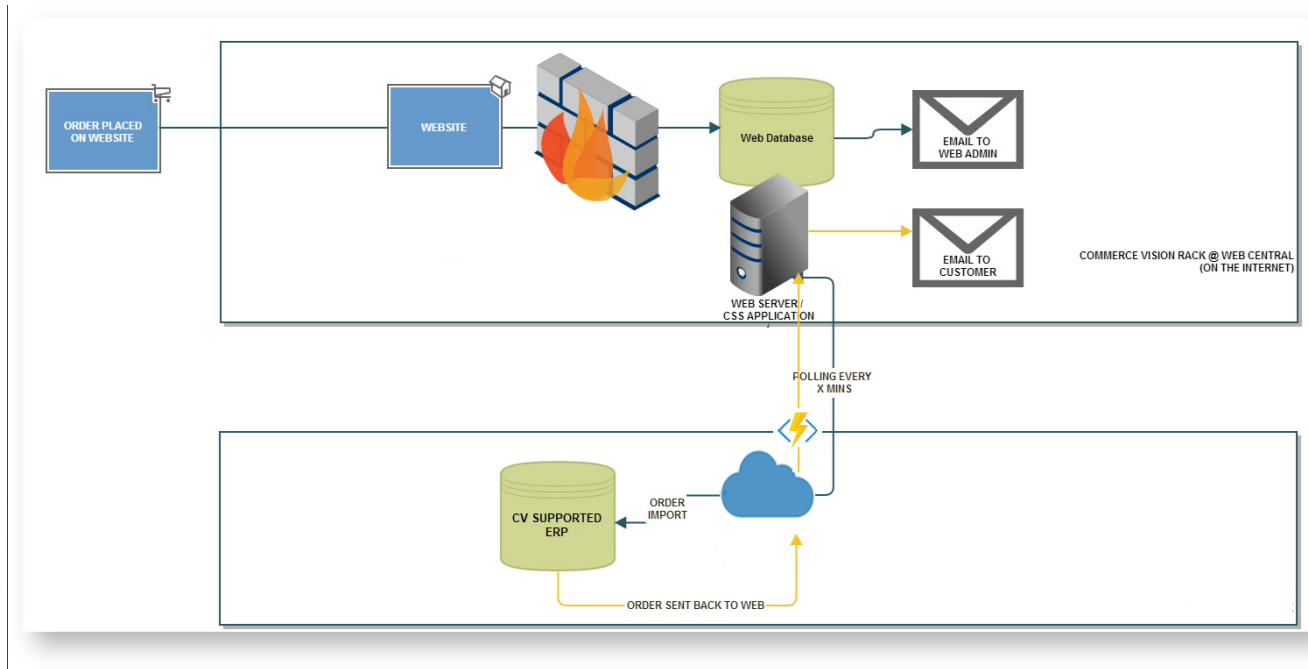 ORDER PLACED
ON WEBSITE
WEBSITE
Web Database
EMAIL TO
WEB ADMIN
EMAIL TO
CUSTOMER
COMMERCE VISION RACK @ WEB CENTRAL
(ON THE INTERNET)
WEB SERVER/
CSS APPLICATION
POLLING EVERY
X MINS
ORDER
IMPORT
CV SUPPORTED
ERP
ORDER SENT BACK TO WEB